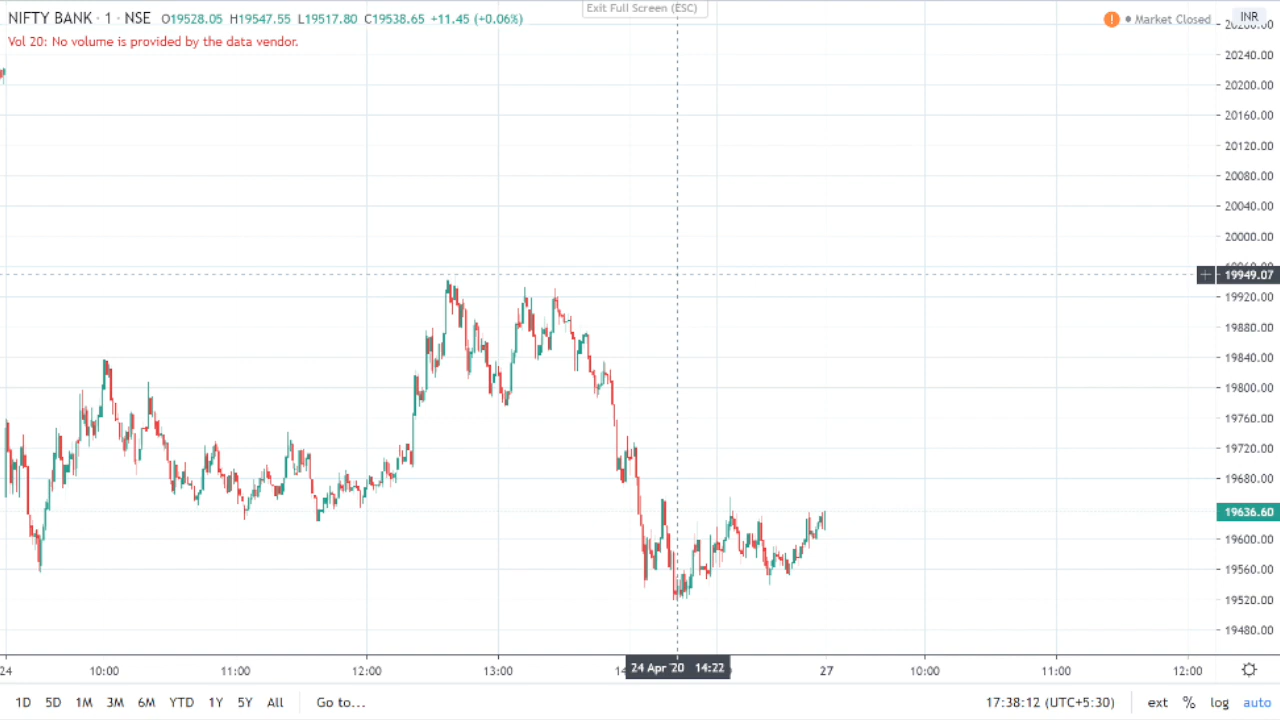 Exit Full Screen (ESC)
NIFTY BANK · 1 · NSE O19528.05 H19547.55 L19517.80 C19538.65 +11.45 (+0.06%)
Market Closed
INR
Vol 20: No volume is provided by the data vendor.
20240.00
20200.00
20160.00
20120.00
20080.00
20040.00
20000.00
19949.07
19920.00
19880.00
19840.00
19800.00
19760.00
19720.00
19680.00
19636.60
19600.00
19560.00
19520.00
19480.00
24 10:00 11:00 12:00 13:00 24 Apr '20 14:22 27 10:00 11:00 12:00
1D 5D 1M 3M 6M YTD 1Y 5Y All Go to... 17:38:12 (UTC+5:30) ext % log auto